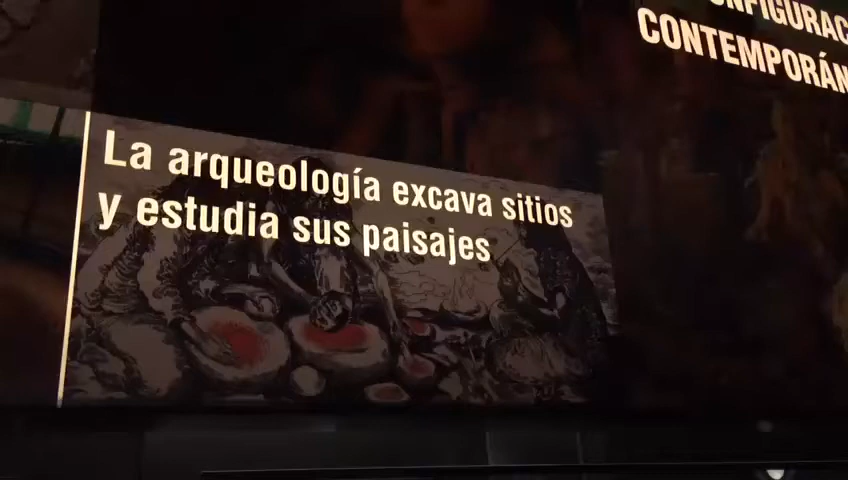 CONTEMPORÁN
La arqueología excava sitios
y estudia sus paisajes